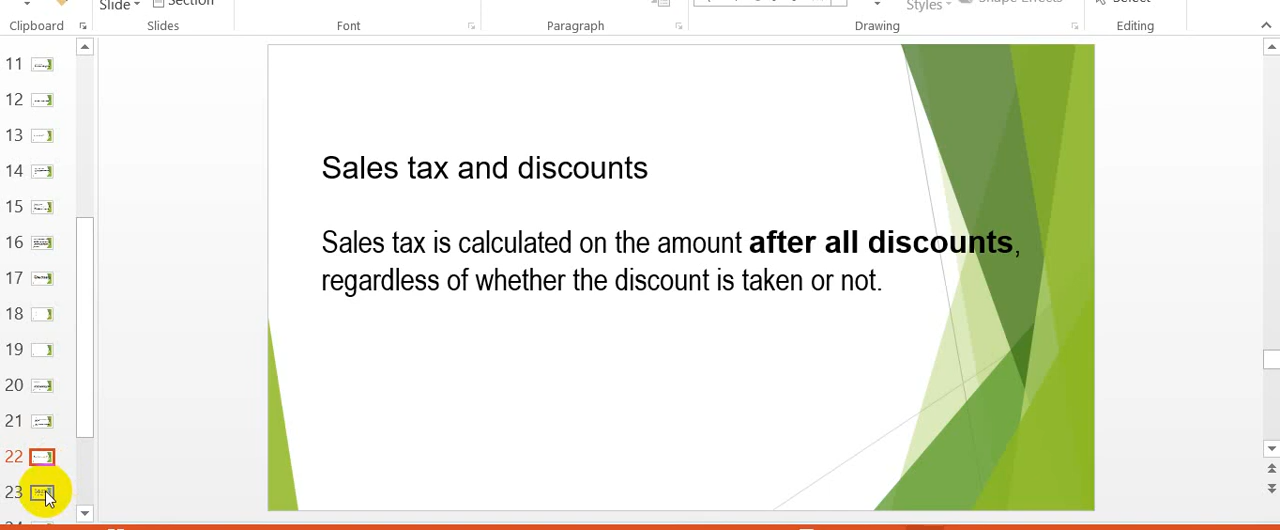 Slide
Section
Styles
Shape Effects
Select
Clipboard
Slides
Font
Paragraph
Drawing
Editing
11
12
13
14
15
16
17
18
19
20
21
22
23
Sales tax and discounts
Sales tax is calculated on the amount after all discounts,
regardless of whether the discount is taken or not.